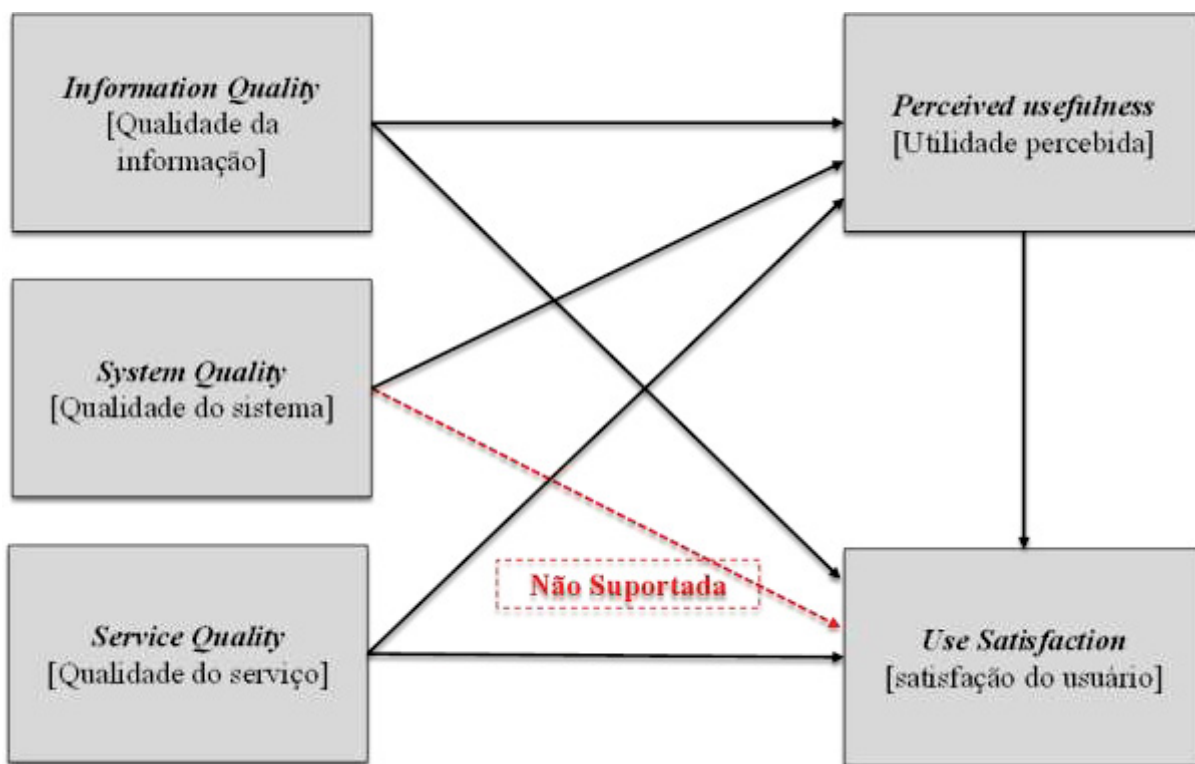 Information Quality
[Qualidade da
informação]
Perceived usefulness
[Utilidade percebida]
System Quality
[Qualidade do sistema]
Não Suportada
Service Quality
[Qualidade do serviço]
Use Satisfaction
[satisfação do usuário]